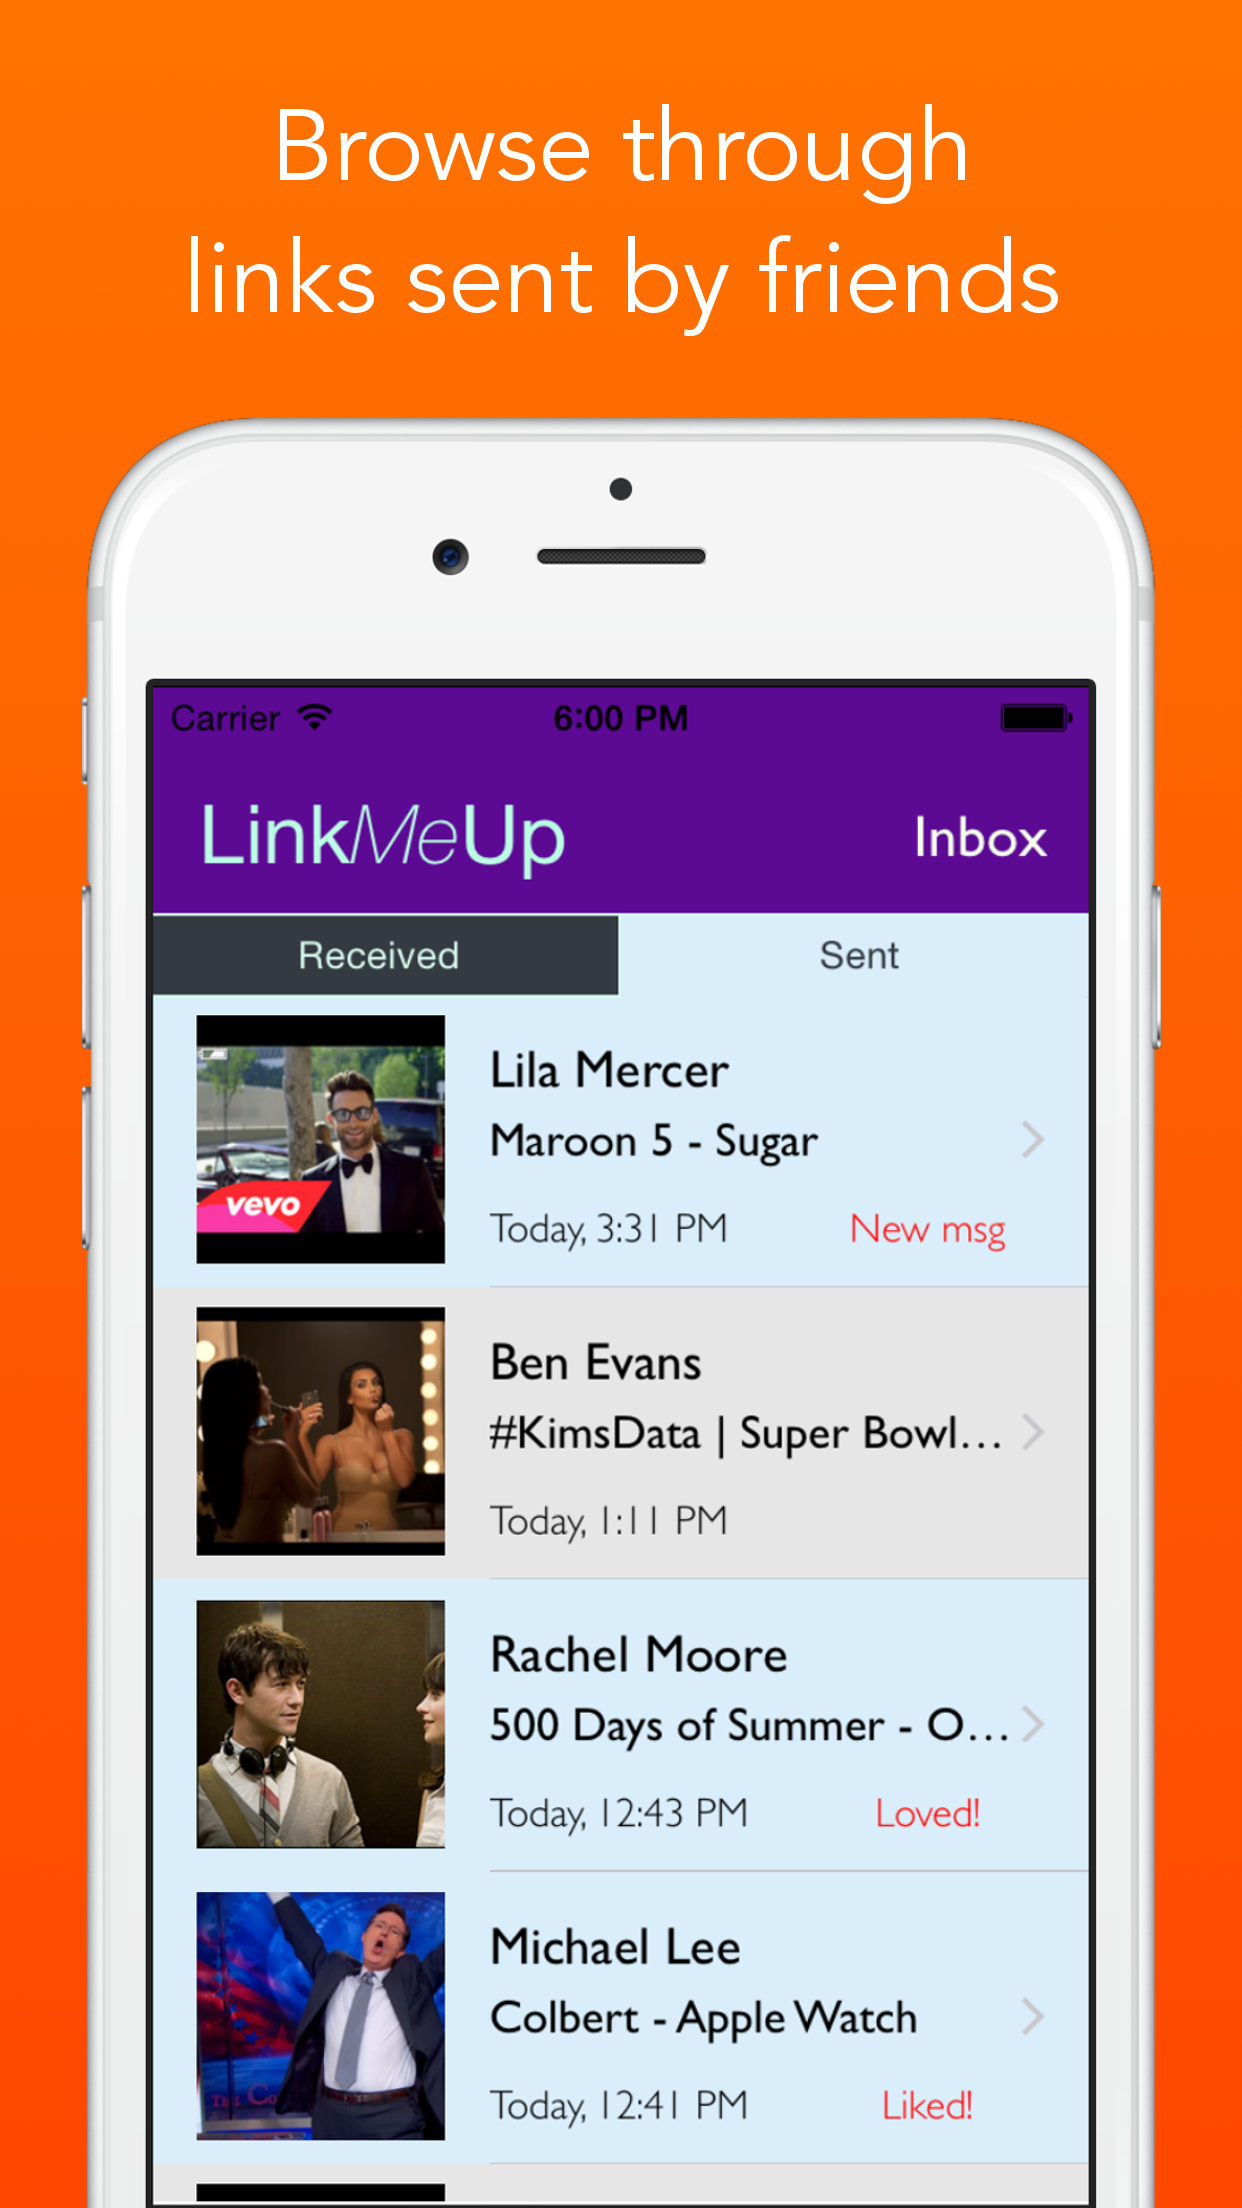 Browse through
links sent by friends
Carrier 6:00 PM
LinkMeUp Inbox
Received Sent
Lila Mercer
Maroon 5 - Sugar
vevo
Today, 3:31 PM New msg
Ben Evans
#KimsData | Super Bowl...
Today, 1:11 PM
Rachel Moore
500 Days of Summer - O...
Today, 12:43 PM Loved!
Michael Lee
Colbert - Apple Watch
Today, 12:41 PM Liked!